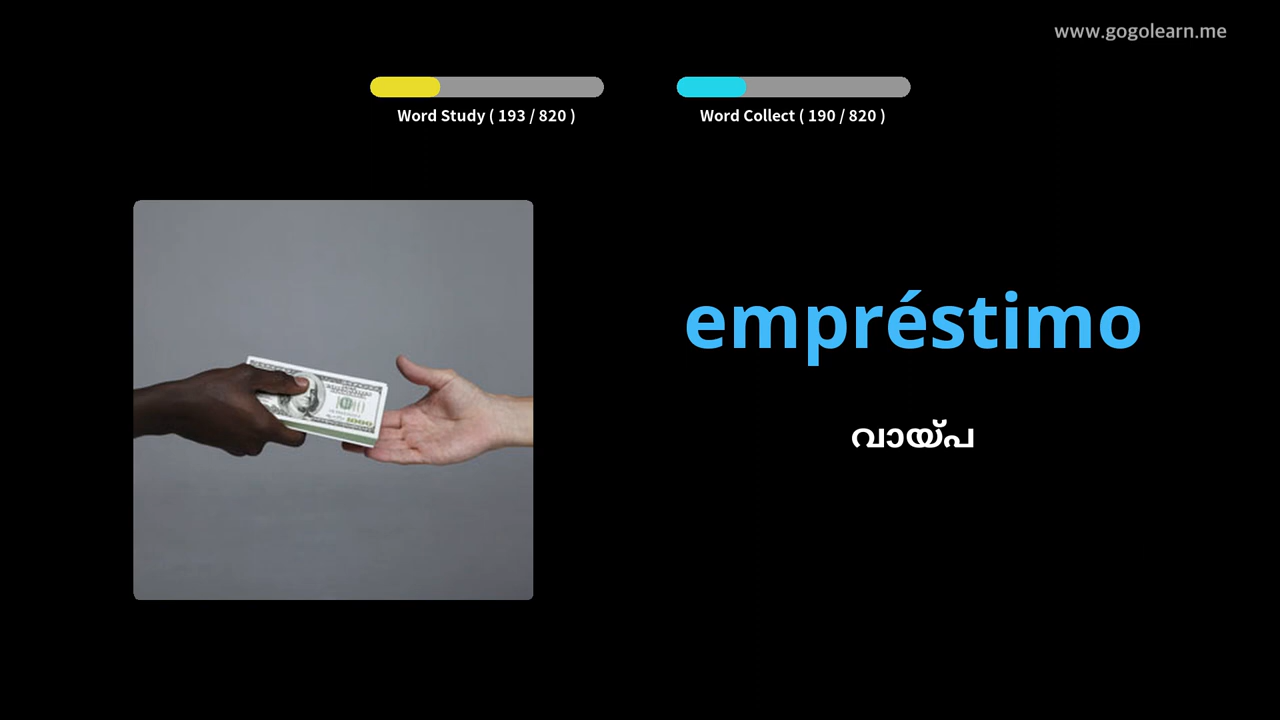 www.gogolearn.me
Word Study ( 193 / 820 )
Word Collect ( 190 / 820 )
empréstimo
വായ്പ